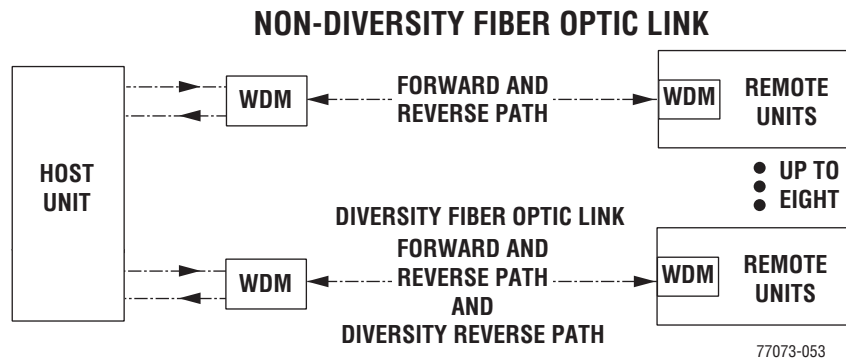 NON-DIVERSITY FIBER OPTIC LINK
HOST
UNIT
WDM
FORWARD AND
REVERSE PATH
WDM
REMOTE
UNITS
UP TO
EIGHT
DIVERSITY FIBER OPTIC LINK
WDM
FORWARD AND
REVERSE PATH
AND
DIVERSITY REVERSE PATH
WDM
REMOTE
UNITS
77073-053